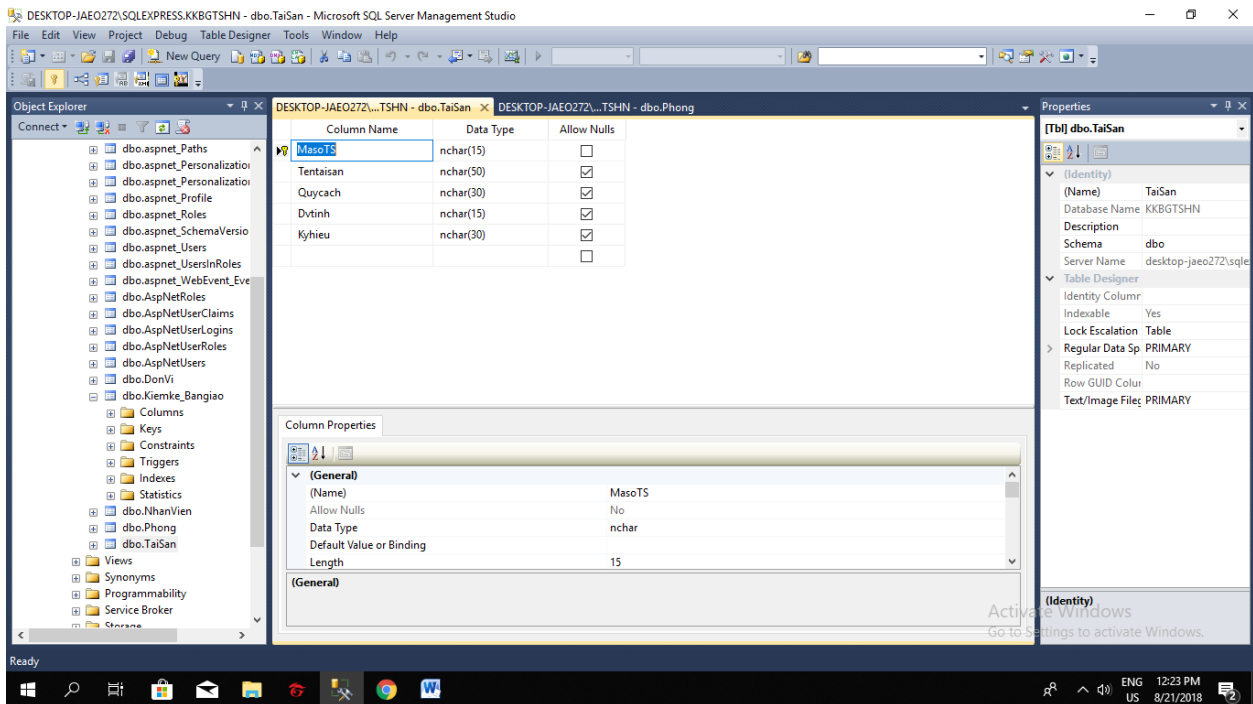 DESKTOP-JAEO272\SQLEXPRESS.KKBGTSHN - dbo.TaiSan - Microsoft SQL Server Management Studio
File Edit View Project Debug Table Designer Tools Window Help
New Query
Object Explorer
Connect
dbo.aspnet_Paths
dbo.aspnet_Personalization
dbo.aspnet_Personalization
dbo.aspnet_Profile
dbo.aspnet_Roles
dbo.aspnet_SchemaVersio
dbo.aspnet_Users
dbo.aspnet_UsersInRoles
dbo.aspnet_WebEvent_Eve
dbo.AspNetRoles
dbo.AspNetUserClaims
dbo.AspNetUserLogins
dbo.AspNetUserRoles
dbo.AspNetUsers
dbo.DonVi
dbo.Kiemke_Bangiao
Columns
Keys
Constraints
Triggers
Indexes
Statistics
dbo.NhanVien
dbo.Phong
dbo.TaiSan
Views
Synonyms
Programmability
Service Broker
Storage
DESKTOP-JAEO272\...TSHN - dbo.TaiSan DESKTOP-JAEO272\...TSHN - dbo.Phong
Column Name Data Type Allow Nulls
MasoTS nchar(15)
Tentaisan nchar(50)
Quycach nchar(30)
Dvtinh nchar(15)
Kyhieu nchar(30)
Column Properties
(General)
(Name) MasoTS
Allow Nulls No
Data Type nchar
Default Value or Binding
Length 15
(General)
Properties
[Tbl] dbo.TaiSan
(Identity)
(Name) TaiSan
Database Name KKBGTSHN
Description
Schema dbo
Server Name desktop-jaeo272\sqle
Table Designer
Identity Column
Indexable Yes
Lock Escalation Table
Regular Data Sp PRIMARY
Replicated No
Row GUID Colur
Text/Image Fileg PRIMARY
(Identity)
Activate Windows
Go to Settings to activate Windows.
Ready
ENG 12:23 PM
US 8/21/2018
2